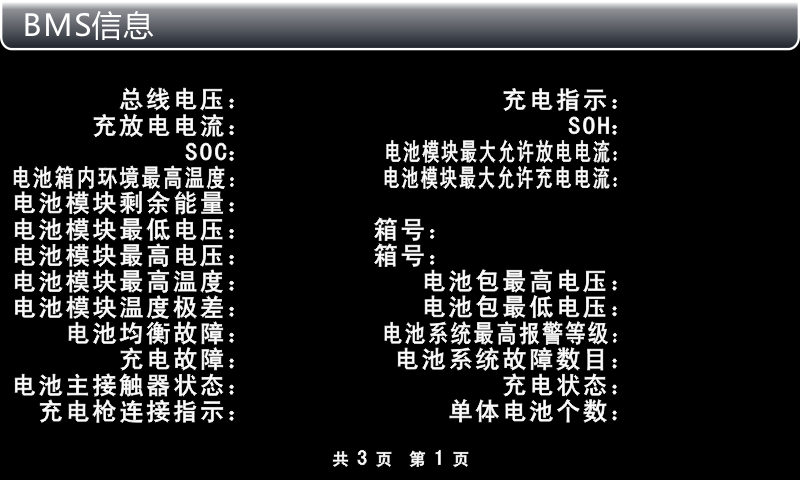 BMS信息
总线电压： 充电指示：
充放电电流： SOH：
SOC： 电池模块最大允许放电电流：
电池箱内环境最高温度： 电池模块最大允许充电电流：
电池模块剩余能量：
电池模块最低电压： 箱号：
电池模块最高电压： 箱号：
电池模块最高温度： 电池包最高电压：
电池模块温度极差： 电池包最低电压：
电池均衡故障： 电池系统最高报警等级：
充电故障： 电池系统故障数目：
电池主接触器状态： 充电状态：
充电枪连接指示： 单体电池个数：
共 3 页 第 1 页